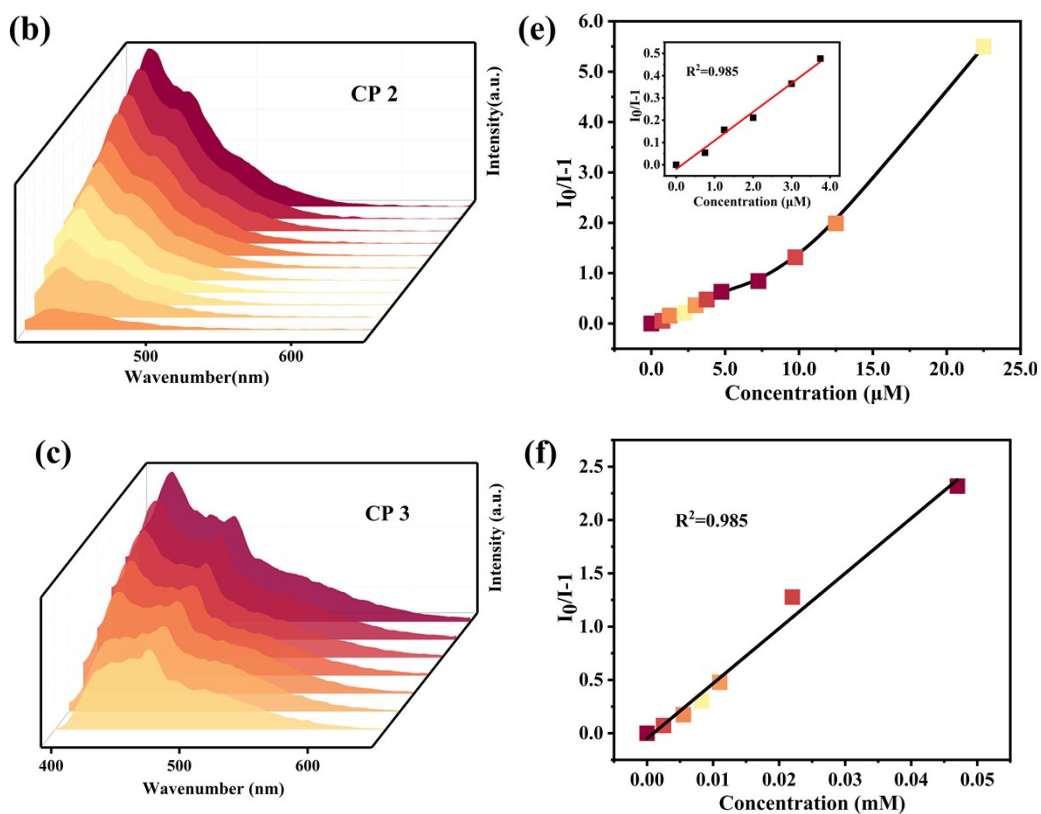 (b)
CP 2
Intensity(a.u.)
500
600
Wavenumber(nm)
(e)
6.0
5.0
4.0
3.0
2.0
1.0
0.0
I0/I-1
0.0
5.0
10.0
15.0
20.0
25.0
Concentration (μM)
0.5
0.4
0.3
0.2
0.1
0.0
I0/I-1
R²=0.985
0.0
1.0
2.0
3.0
4.0
Concentration (μM)
(c)
CP 3
Intensity (a.u.)
400
500
600
Wavenumber (nm)
(f)
2.5
2.0
1.5
1.0
0.5
0.0
I0/I-1
R²=0.985
0.00
0.01
0.02
0.03
0.04
0.05
Concentration (mM)